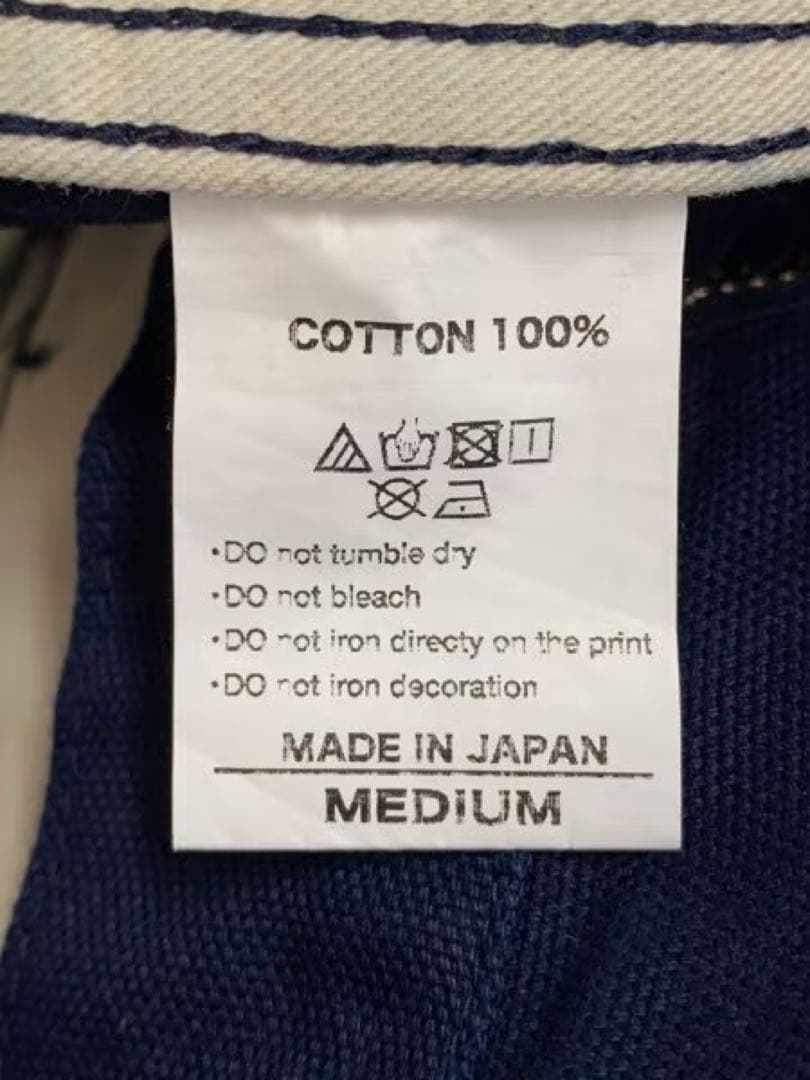 COTTON 100%
•DO not tumble dry
•DO not bleach
•DO not iron directy on the print
•DO not iron decoration
MADE IN JAPAN
MEDIUM